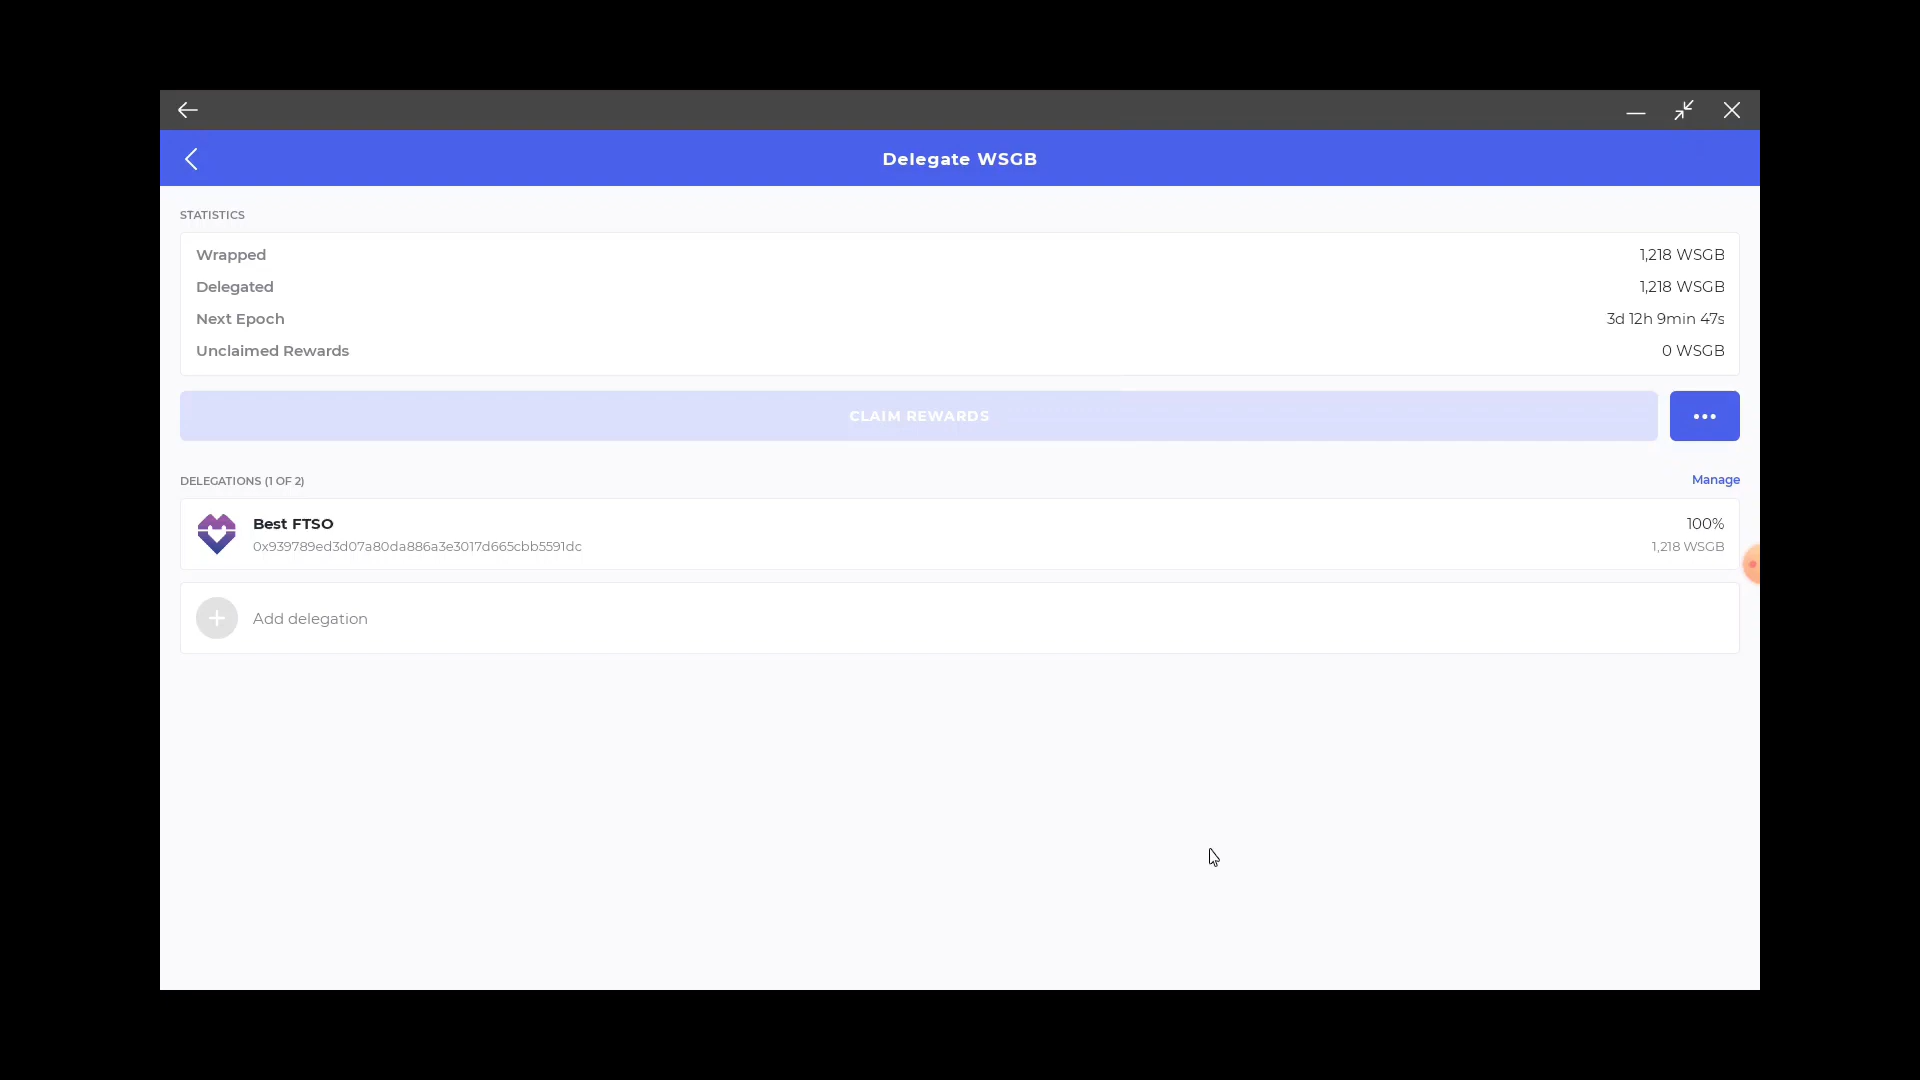 Delegate WSGB
STATISTICS
Wrapped 1,218 WSGB
Delegated 1,218 WSGB
Next Epoch 3d 12h 9min 47s
Unclaimed Rewards 0 WSGB
CLAIM REWARDS
DELEGATIONS (1 OF 2) Manage
Best FTSO 100%
0x939789ed3d07a80da886a3e3017d665cbb5591dc 1,218 WSGB
Add delegation